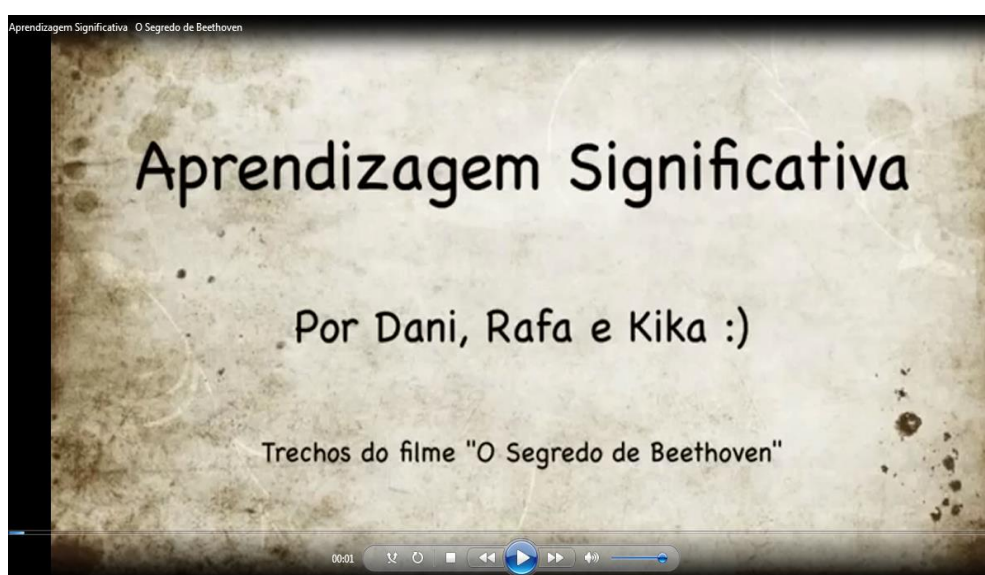 Aprendizagem Significativa O Segredo de Beethoven
Aprendizagem Significativa
Por Dani, Rafa e Kika :)
Trechos do filme "O Segredo de Beethoven"
00:01